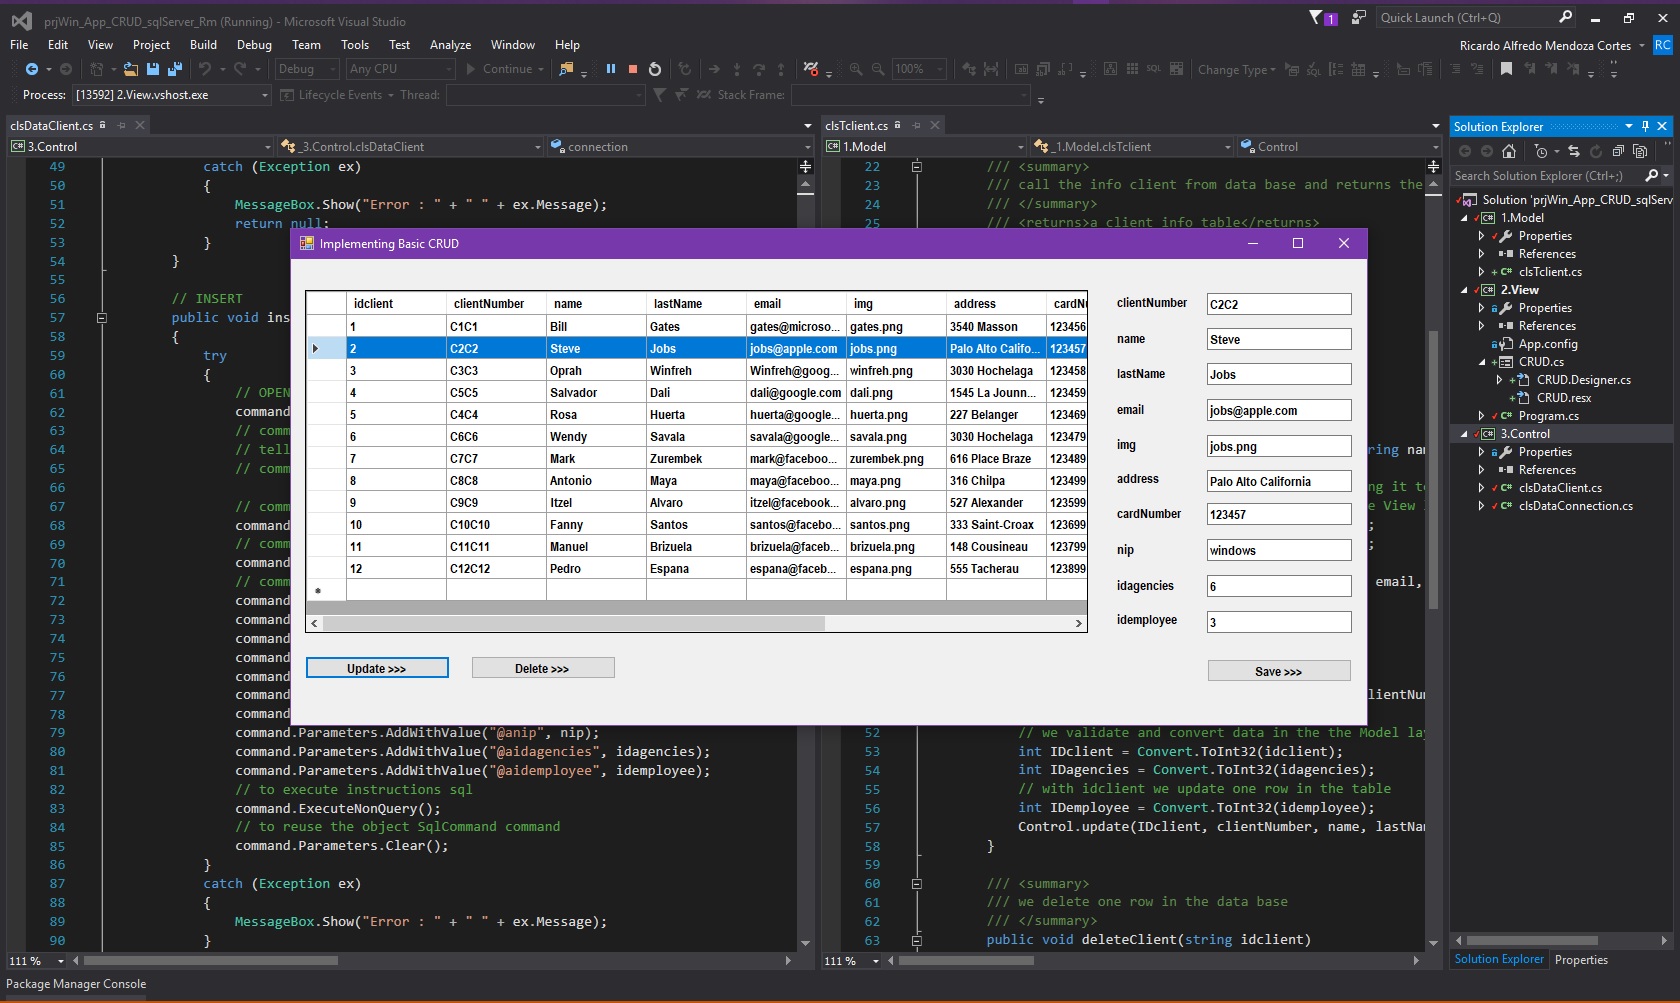 prjWin_App_CRUD_sqlServer_Rm (Running) - Microsoft Visual Studio
1
Quick Launch (Ctrl+Q)
File Edit View Project Build Debug Team Tools Test Analyze Window Help
Ricardo Alfredo Mendoza Cortes RC
Debug Any CPU Continue 100% SQL Change Type
Process: [13592] 2.View.vshost.exe Lifecycle Events Thread: Stack Frame:
clsDataClient.cs
3.Control _3.Control.clsDataClient connection
49 catch (Exception ex)
50 {
51 MessageBox.Show("Error : " + " " + ex.Message);
52 return null;
53 }
54 }
55
56 // INSERT
57 public void ins
58 {
59 try
60 {
61 // OPEN
62 command
63 // comm
64 // tell
65 // comm
66
67 // comm
68 command
69 // comm
70 command
71 // comm
72 command
73 command
74 command
75 command
76 command
77 command
78 command
79 command.Parameters.AddWithValue("@anip", nip);
80 command.Parameters.AddWithValue("@aidagencies", idagencies);
81 command.Parameters.AddWithValue("@aidemployee", idemployee);
82 // to execute instructions sql
83 command.ExecuteNonQuery();
84 // to reuse the object SqlCommand command
85 command.Parameters.Clear();
86 }
87 catch (Exception ex)
88 {
89 MessageBox.Show("Error : " + " " + ex.Message);
90 }
111 %
clsTclient.cs
1.Model _1.Model.clsTclient Control
22 /// <summary>
23 /// call the info client from data base and returns the
24 /// </summary>
25 /// <returns>a client info table</returns>
ring nam
ng it to
e View
;
;
email,
lientNum
52 // we validate and convert data in the the Model lay
53 int IDclient = Convert.ToInt32(idclient);
54 int IDagencies = Convert.ToInt32(idagencies);
55 // with idclient we update one row in the table
56 int IDemployee = Convert.ToInt32(idemployee);
57 Control.update(IDclient, clientNumber, name, lastNam
58 }
59
60 /// <summary>
61 /// we delete one row in the data base
62 /// </summary>
63 public void deleteClient(string idclient)
111 %
Implementing Basic CRUD
idclient clientNumber name lastName email img address cardNu
1 C1C1 Bill Gates gates@microso... gates.png 3540 Masson 123456
2 C2C2 Steve Jobs jobs@apple.com jobs.png Palo Alto Califo... 123457
3 C3C3 Oprah Winfreh Winfreh@goog... winfreh.png 3030 Hochelaga 123458
4 C5C5 Salvador Dali dali@google.com dali.png 1545 La Jounn... 123459
5 C4C4 Rosa Huerta huerta@google... huerta.png 227 Belanger 123469
6 C6C6 Wendy Savala savala@google... savala.png 3030 Hochelaga 123479
7 C7C7 Mark Zurembek mark@faceboo... zurembek.png 616 Place Braze 123489
8 C8C8 Antonio Maya maya@faceboo... maya.png 316 Chilpa 123499
9 C9C9 Itzel Alvaro itzel@facebook... alvaro.png 527 Alexander 123599
10 C10C10 Fanny Santos santos@facebo... santos.png 333 Saint-Croax 123699
11 C11C11 Manuel Brizuela brizuela@faceb... brizuela.png 148 Cousineau 123799
12 C12C12 Pedro Espana espana@faceb... espana.png 555 Tacherau 123899
clientNumber C2C2
name Steve
lastName Jobs
email jobs@apple.com
img jobs.png
address Palo Alto California
cardNumber 123457
nip windows
idagencies 6
idemployee 3
Update >>> Delete >>> Save >>>
Solution Explorer
Search Solution Explorer (Ctrl+;)
Solution 'prjWin_App_CRUD_sqlServ
1.Model
Properties
References
clsTclient.cs
2.View
Properties
References
App.config
CRUD.cs
CRUD.Designer.cs
CRUD.resx
Program.cs
3.Control
Properties
References
clsDataClient.cs
clsDataConnection.cs
Solution Explorer Properties
Package Manager Console